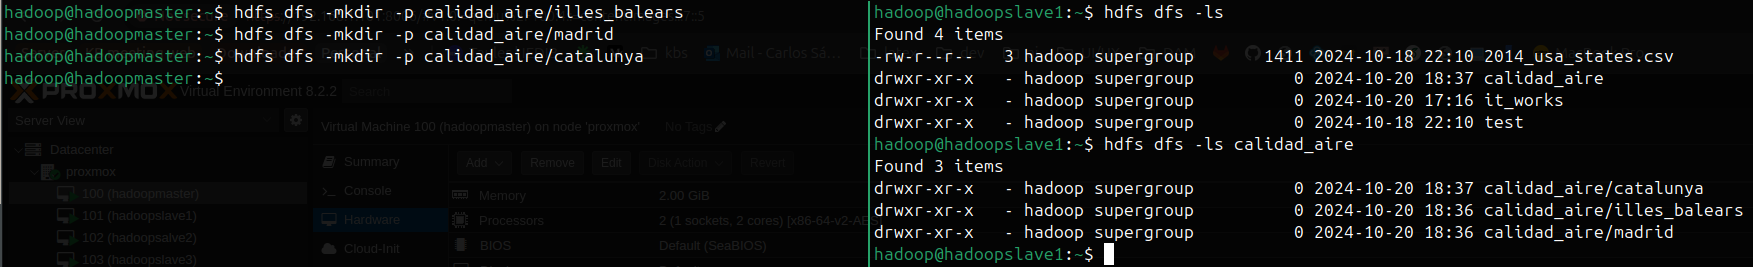 hadoop@hadoopmaster:~$ hdfs dfs -mkdir -p calidad_aire/illes_balears
hadoop@hadoopmaster:~$ hdfs dfs -mkdir -p calidad_aire/madrid
hadoop@hadoopmaster:~$ hdfs dfs -mkdir -p calidad_aire/catalunya
hadoop@hadoopmaster:~$
kbs
Mail - Carlos Sá...
dev
PROXMOX Virtual Environment 8.2.2 Search
Server View
Virtual Machine 100 (hadoopmaster) on node 'proxmox' No Tags
Datacenter
proxmox
100 (hadoopmaster)
101 (hadoopslave1)
102 (hadoopsalve2)
103 (hadoopslave3)
Summary
Console
Hardware
Cloud-Init
Add Remove Edit Disk Action Revert
Memory 2.00 GiB
Processors 2 (1 sockets, 2 cores) [x86-64-v2-AES
BIOS Default (SeaBIOS)
hadoop@hadoopslave1:~$ hdfs dfs -ls
Found 4 items
-rw-r--r--   3 hadoop supergroup       1411 2024-10-18 22:10 2014_usa_states.csv
drwxr-xr-x   - hadoop supergroup          0 2024-10-20 18:37 calidad_aire
drwxr-xr-x   - hadoop supergroup          0 2024-10-20 17:16 it_works
drwxr-xr-x   - hadoop supergroup          0 2024-10-18 22:10 test
hadoop@hadoopslave1:~$ hdfs dfs -ls calidad_aire
Found 3 items
drwxr-xr-x   - hadoop supergroup          0 2024-10-20 18:37 calidad_aire/catalunya
drwxr-xr-x   - hadoop supergroup          0 2024-10-20 18:36 calidad_aire/illes_balears
drwxr-xr-x   - hadoop supergroup          0 2024-10-20 18:36 calidad_aire/madrid
hadoop@hadoopslave1:~$